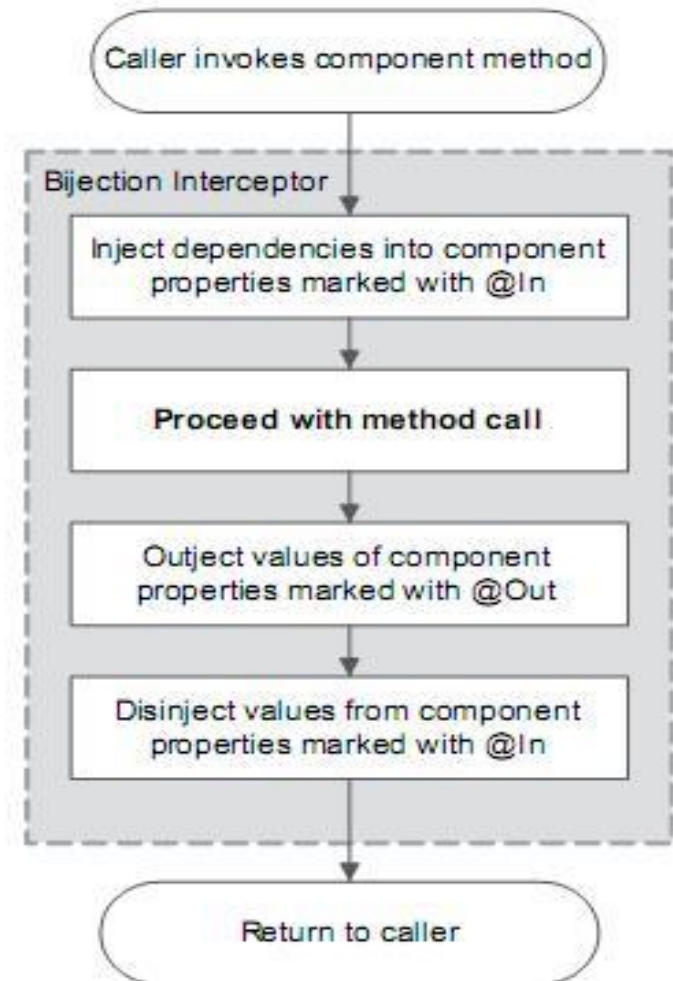 Caller invokes component method
Bijection Interceptor
Inject dependencies into component
properties marked with @In
Proceed with method call
Outject values of component
properties marked with @Out
Disinject values from component
properties marked with @In
Return to caller